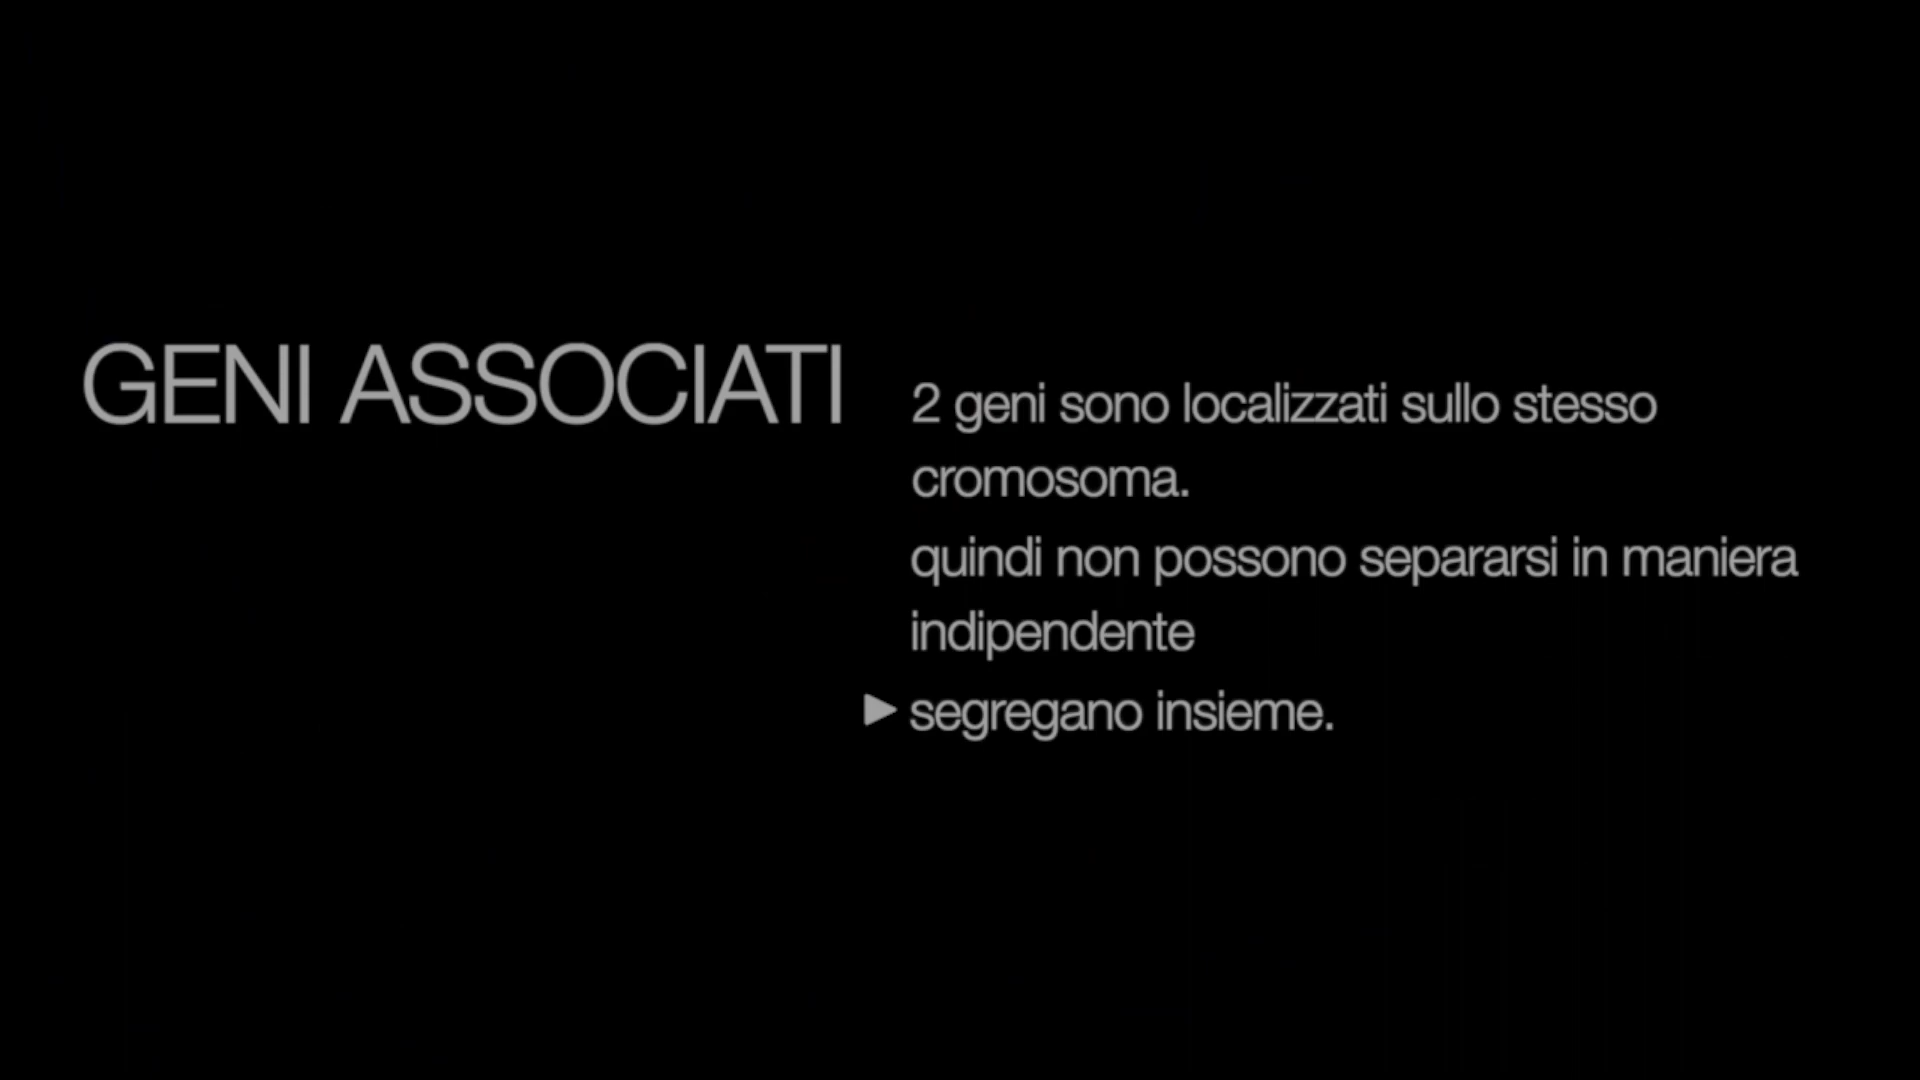 GENI ASSOCIATI
2 geni sono localizzati sullo stesso
cromosoma.
quindi non possono separarsi in maniera
indipendente
► segregano insieme.